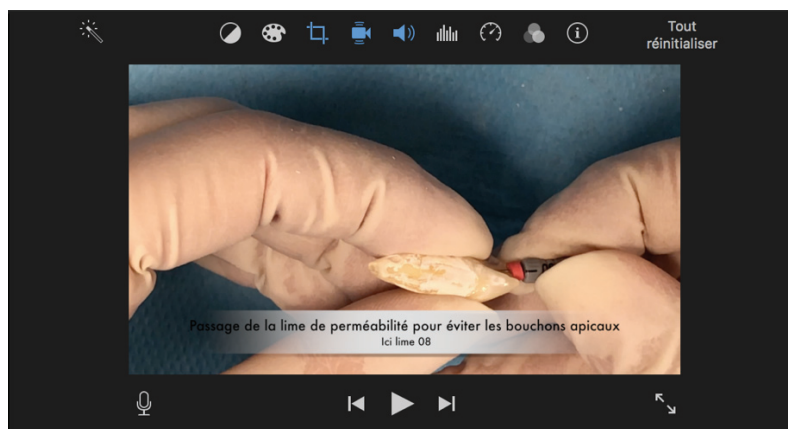 Tout
réinitialiser
Passage de la lime de perméabilité pour éviter les bouchons apicaux
Ici lime 08